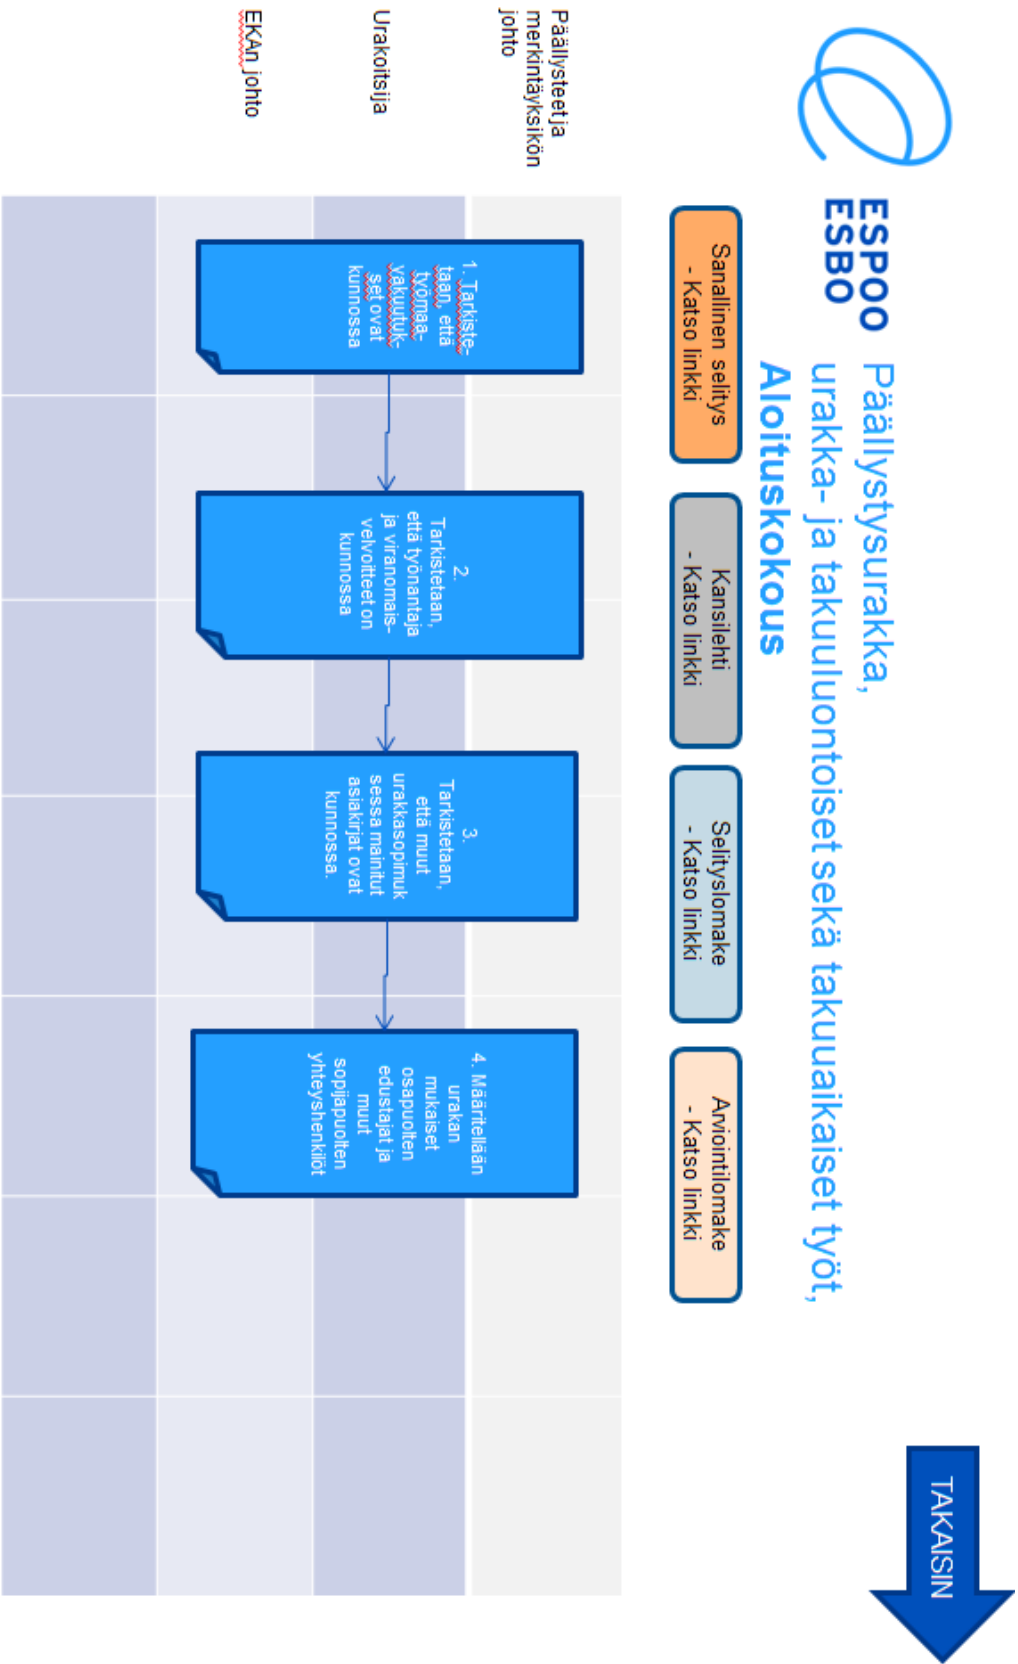 ESPOO
ESBO
Päällystysurakka,
urakka- ja takuuluontoiset sekä takuuaikaiset työt,
Aloituskokous
TAKAISIN
Sanallinen selitys
- Katso linkki
Kansilehti
- Katso linkki
Selityslomake
- Katso linkki
Arviointilomake
- Katso linkki
Päällysteet ja
merkintäyksikön
johto
Urakoitsija
EKAn johto
1. Tarkiste-
taan, että
työmaa-
vakuutuk-
set ovat
kunnossa
2.
Tarkistetaan,
että työnantaja
ja viranomais-
velvoitteet on
kunnossa
3.
Tarkistetaan,
että muut
urakkasopimuk
sessa mainitut
asiakirjat ovat
kunnossa.
4. Määritellään
urakan
mukaiset
osapuolten
edustajat ja
muut
sopijapuolten
yhteyshenkilöt